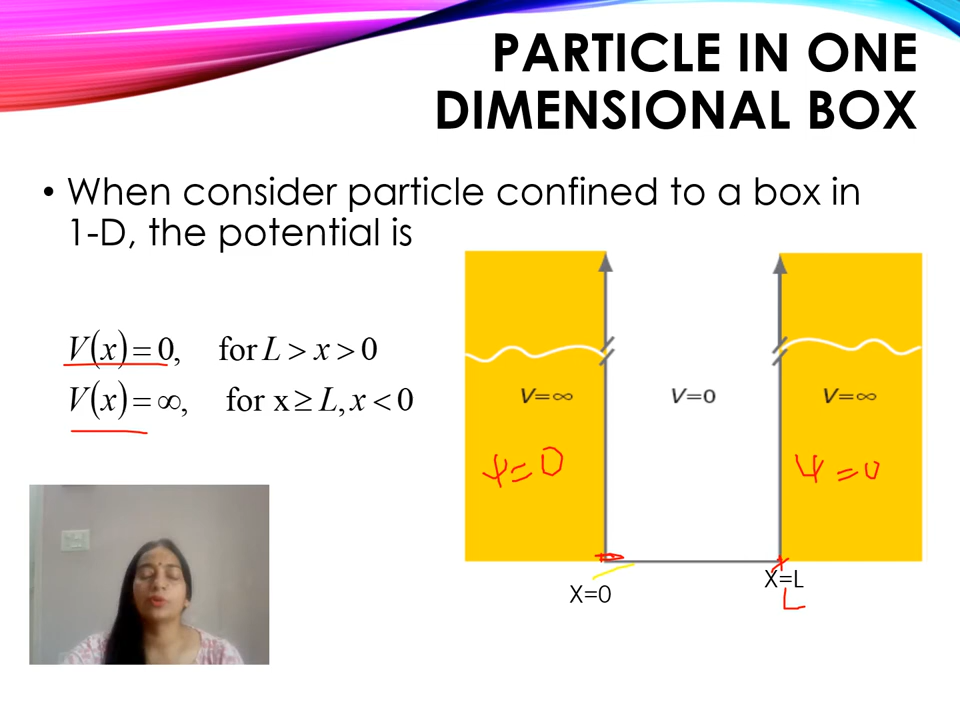 PARTICLE IN ONE
DIMENSIONAL BOX
• When consider particle confined to a box in
1-D, the potential is
V(x) = 0, for L > x > 0
V(x) = ∞, for x ≥ L, x < 0
V=∞
V=0
V=∞
ψ=0
ψ=0
X=0
X=L
L